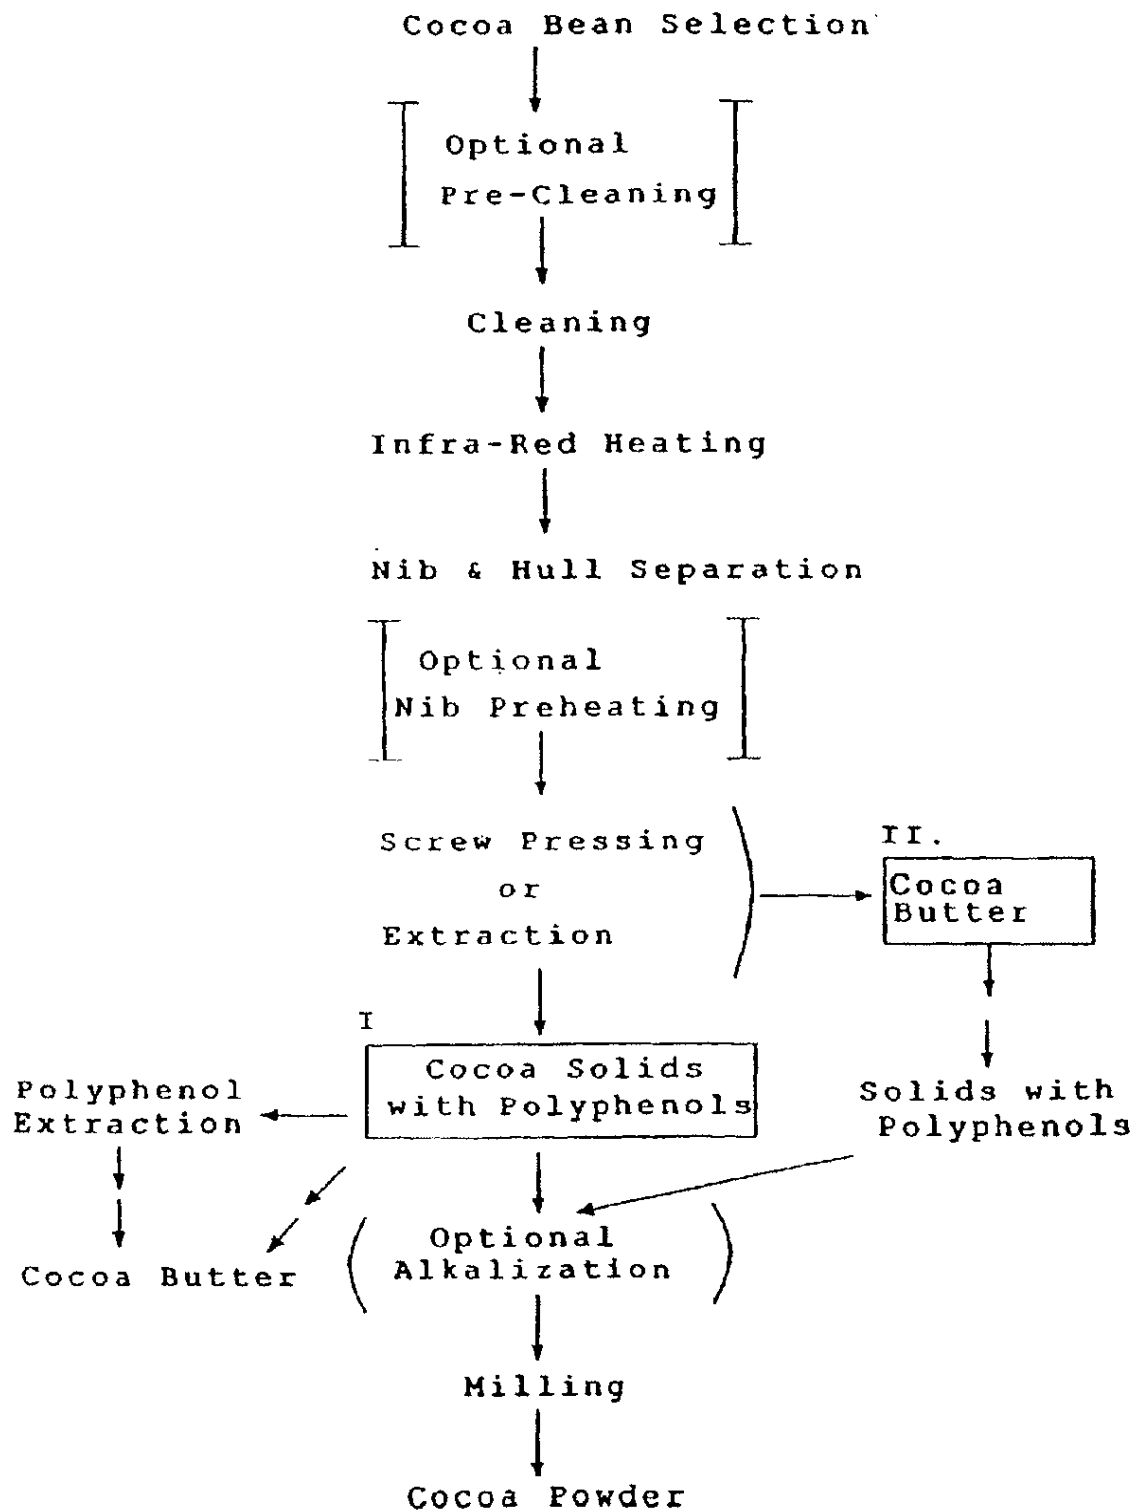 Cocoa Bean Selection
Optional
Pre-Cleaning
Cleaning
Infra-Red Heating
Nib & Hull Separation
Optional
Nib Preheating
Screw Pressing
or
Extraction
II.
Cocoa
Butter
I
Cocoa Solids
with Polyphenols
Polyphenol
Extraction
Solids with
Polyphenols
Cocoa Butter
Optional
Alkalization
Milling
Cocoa Powder